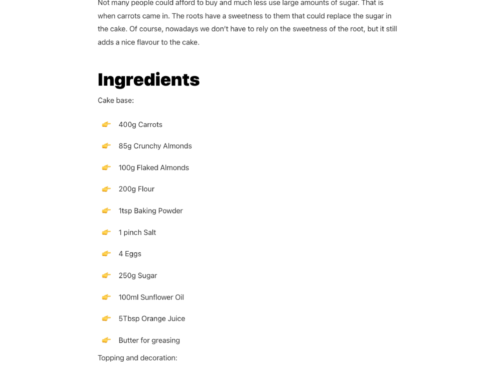 Not many people could afford to buy and much less use large amounts of sugar. That is
when carrots came in. The roots have a sweetness to them that could replace the sugar in
the cake. Of course, nowadays we don't have to rely on the sweetness of the root, but it still
adds a nice flavour to the cake.
Ingredients
Cake base:
400g Carrots
85g Crunchy Almonds
100g Flaked Almonds
200g Flour
1tsp Baking Powder
1 pinch Salt
4 Eggs
250g Sugar
100ml Sunflower Oil
5Tbsp Orange Juice
Butter for greasing
Topping and decoration: